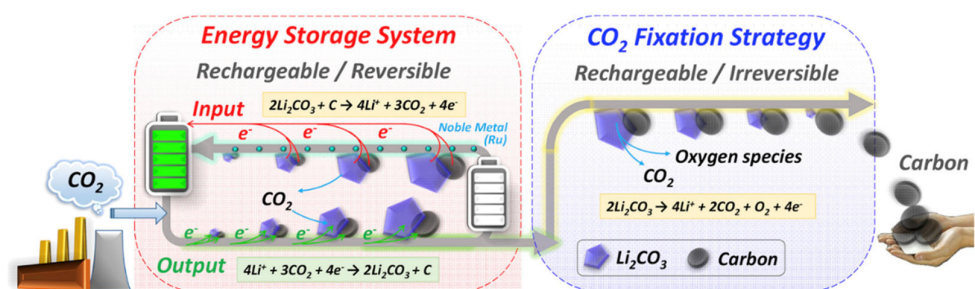 Energy Storage System
Rechargeable / Reversible
Input
2Li₂CO₃ + C → 4Li⁺ + 3CO₂ + 4e⁻
e⁻ e⁻ e⁻
Noble Metal
(Ru)
CO₂
CO₂
e⁻ e⁻ e⁻ e⁻
Output
4Li⁺ + 3CO₂ + 4e⁻ → 2Li₂CO₃ + C
CO₂ Fixation Strategy
Rechargeable / Irreversible
Oxygen species
CO₂
2Li₂CO₃ → 4Li⁺ + 2CO₂ + O₂ + 4e⁻
Li₂CO₃ Carbon
Carbon